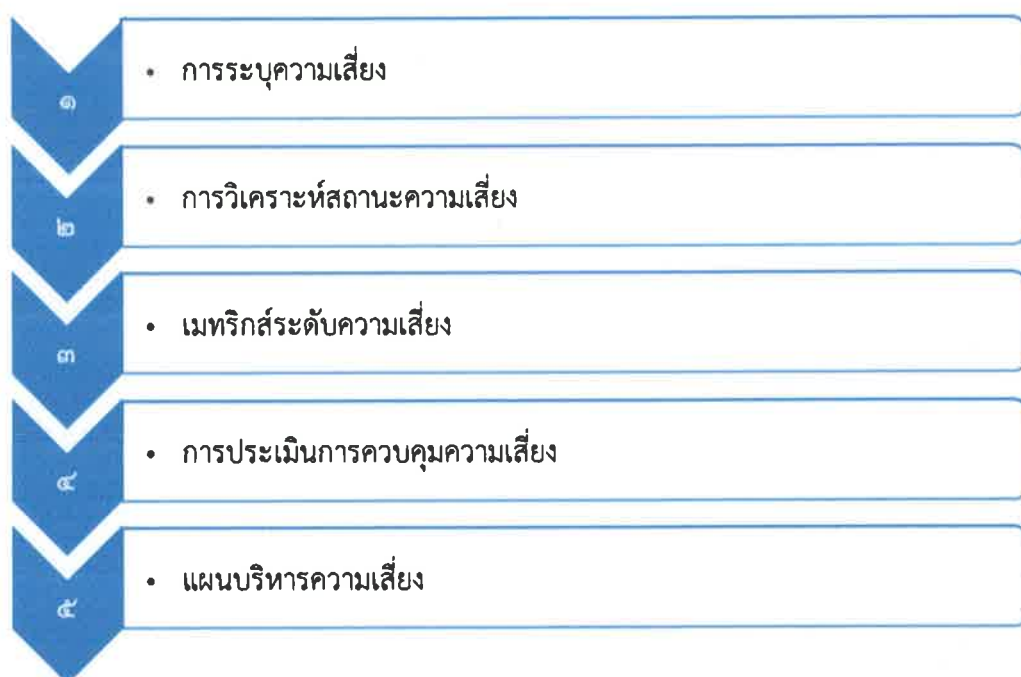 ๑
• การระบุความเสี่ยง
๒
• การวิเคราะห์สถานะความเสี่ยง
๓
• เมทริกส์ระดับความเสี่ยง
๔
• การประเมินการควบคุมความเสี่ยง
๕
• แผนบริหารความเสี่ยง